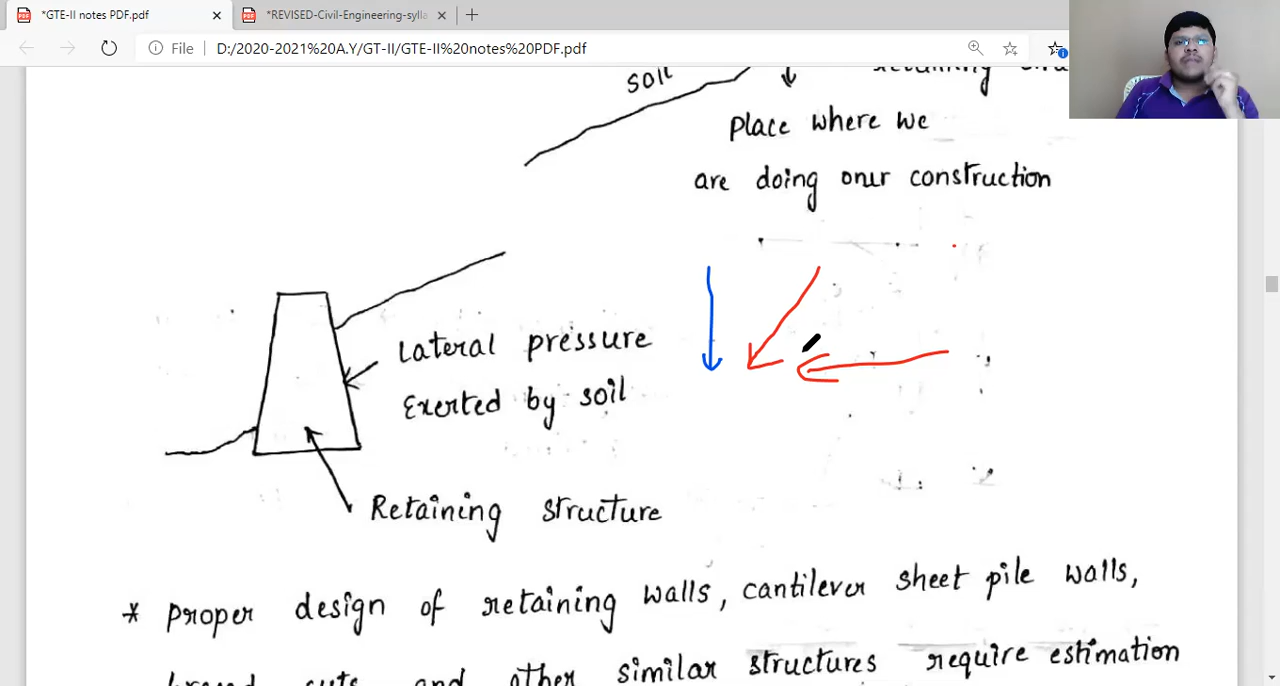 *GTE-II notes PDF.pdf
*REVISED-Civil-Engineering-sylla
File
D:/2020-2021%20A.Y/GT-II/GTE-II%20notes%20PDF.pdf
soil
retaining
Place where we
are doing our construction
Lateral pressure
Exerted by soil
Retaining structure
* Proper design of retaining walls, cantilever sheet pile walls,
cuts and other similar structures require estimation